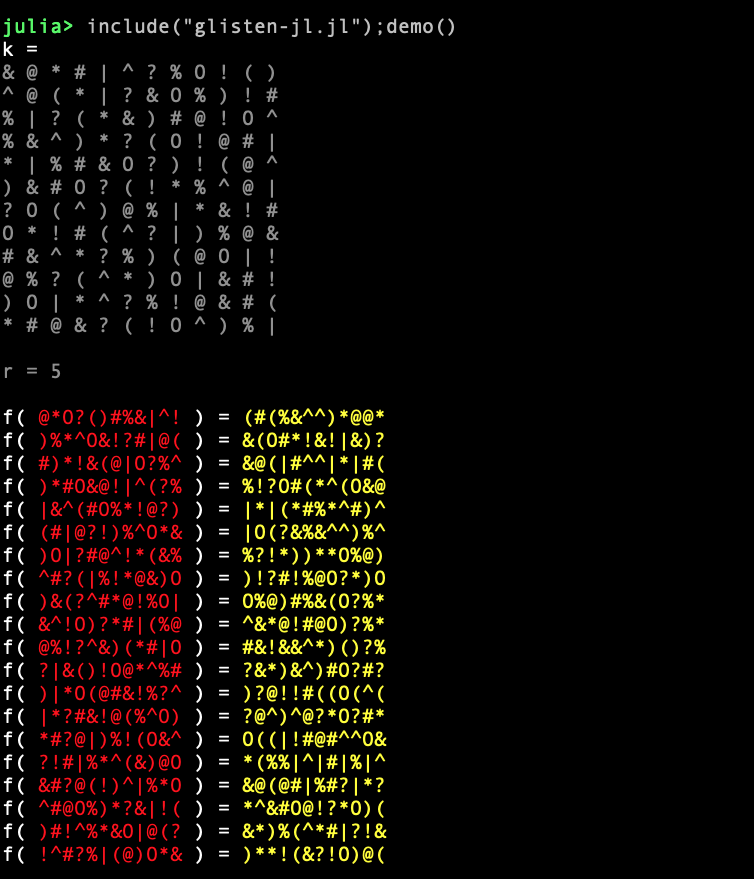 julia> include("glisten-jl.jl");demo()
k =
& @ * # | ^ ? % O ! ( )
^ @ ( * | ? & O % ) ! #
% | ? ( * & ) # @ ! O ^
% & ^ ) * ? ( O ! @ # |
* | % # & O ? ) ! ( @ ^
) & # O ? ( ! * % ^ @ |
? O ( ^ ) @ % | * & ! #
O * ! # ( ^ ? | ) % @ &
# & ^ * ? % ) ( @ O | !
@ % ? ( ^ * ) O | & # !
) O | * ^ ? % ! @ & # (
* # @ & ? ( ! O ^ ) % |
r = 5
f( @*O?()#%&|^! ) = (#(%&^^)*@@*
f( )%*^O&!?#|@( ) = &(O#*!&!|&)?
f( #)*!&(@|O?%^ ) = &@(|#^^|*|#(
f( )*#O&@!|^(?% ) = %!?O#(*^(O&@
f( |&^(#O%*!@?) ) = |*|(*#%*^#)^
f( (#|@?!)%^O*& ) = |O(?&%&^^)%^
f( )O|?#@^!*(&% ) = %?!*))**O%@)
f( ^#?(|%!*@&)O ) = )!?#!%@O?*)O
f( )&(?^#*@!%O| ) = O%@)#%&(O?%*
f( &^!O)?*#|(%@ ) = ^&*@!#@O)?%*
f( @%!?^&)(*#|O ) = #&!&&^*)()?%
f( ?|&()!O@*^%# ) = ?&*)&^)#O?#?
f( )|*O(@#&!%?^ ) = )?@!!#((O(^(
f( |*?#&!@(%^O) ) = ?@^)^@?*O?#*
f( *#?@|)%!(O&^ ) = O((|!#@#^^O&
f( ?!#|%*^(&)@O ) = *(%%|^|#|%|^
f( &#?@(!)^|%*O ) = &@(@#|%#?|*?
f( ^#@O%)*?&|!( ) = *^&#O@!?*O)(
f( )#!^%*&O|@(? ) = &*)%(^*#|?!&
f( !^#?%|(@)O*& ) = )**!(&?!O)@(